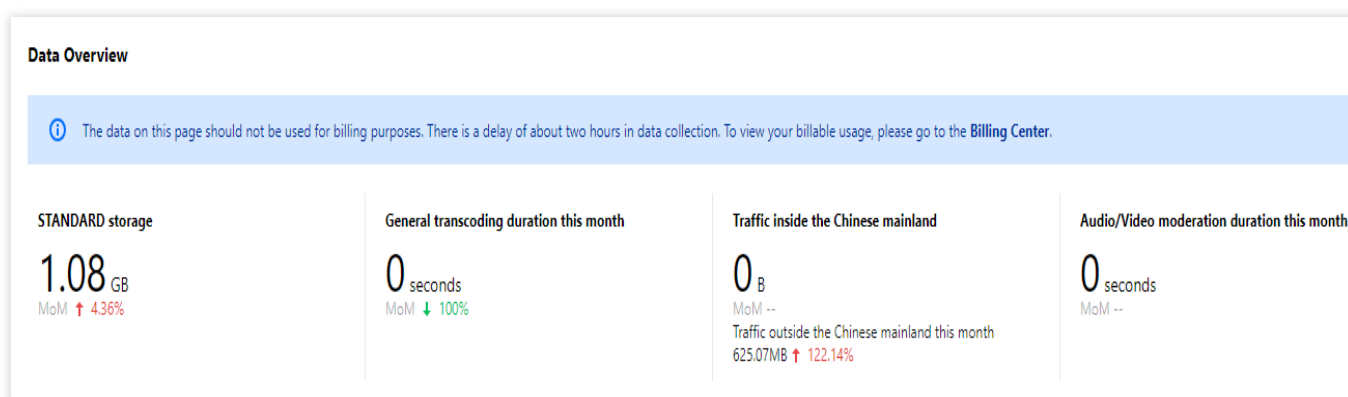 Data Overview
The data on this page should not be used for billing purposes. There is a delay of about two hours in data collection. To view your billable usage, please go to the Billing Center.
STANDARD storage
1.08 GB
MoM ↑ 4.36%
General transcoding duration this month
0 seconds
MoM ↓ 100%
Traffic inside the Chinese mainland
0 B
MoM --
Traffic outside the Chinese mainland this month
625.07MB ↑ 122.14%
Audio/Video moderation duration this month
0 seconds
MoM --